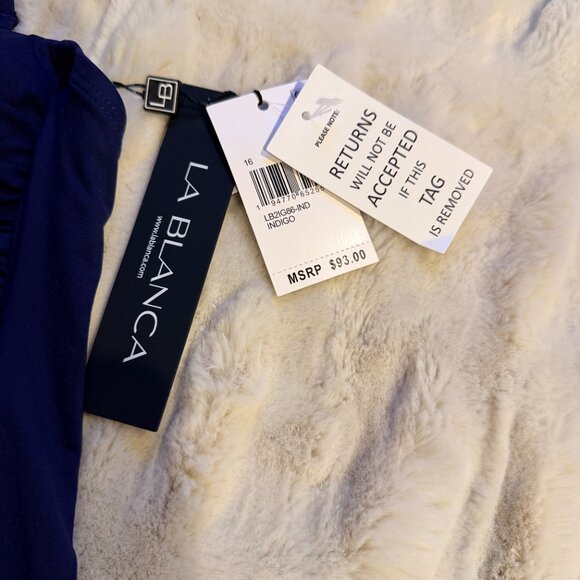 LB
LA BLANCA
www.lablanca.com
16
LB2IG86-IND
INDIGO
MSRP $93.00
PLEASE NOTE:
RETURNS
WILL NOT BE
ACCEPTED
IF THIS
TAG
IS REMOVED